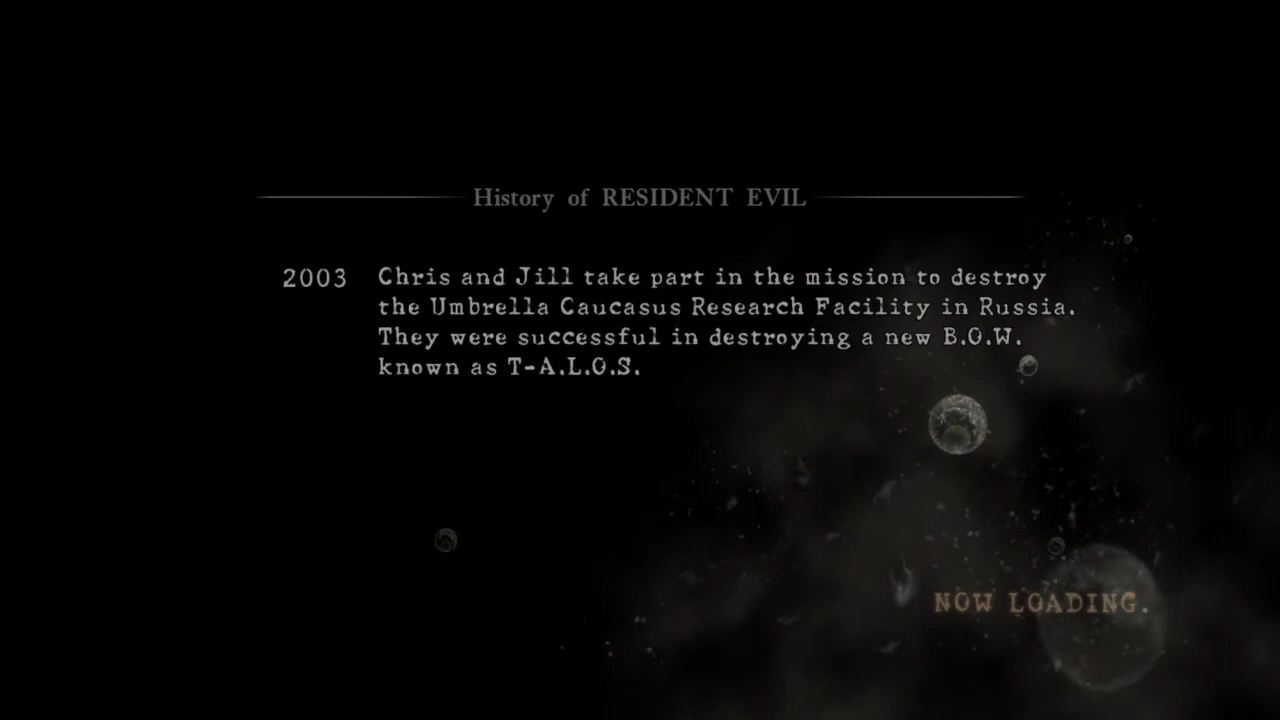 History of RESIDENT EVIL
2003 Chris and Jill take part in the mission to destroy
the Umbrella Caucasus Research Facility in Russia.
They were successful in destroying a new B.O.W.
known as T-A.L.O.S.
NOW LOADING.